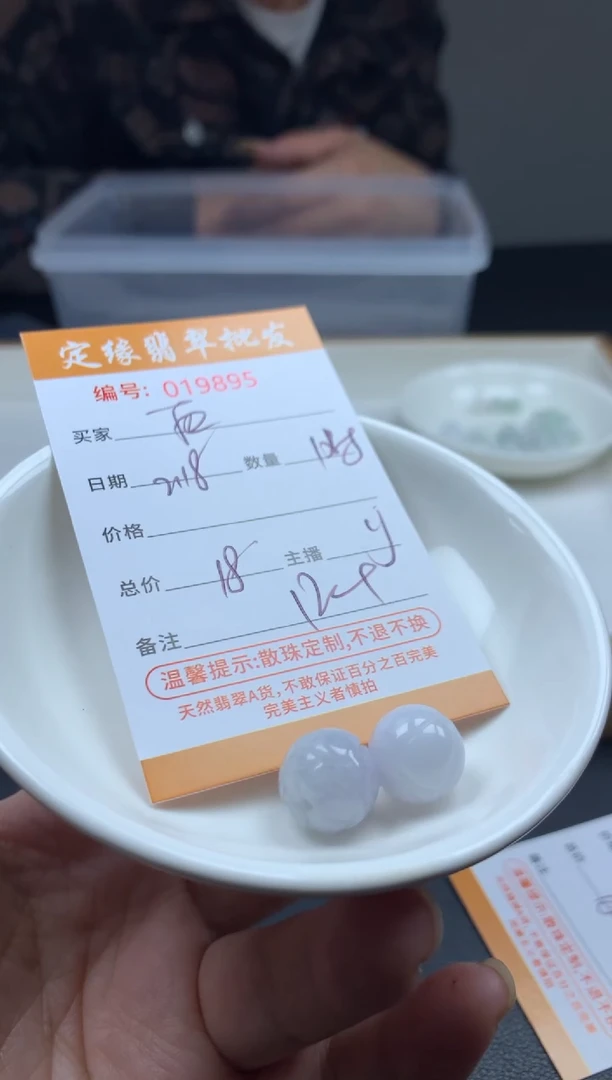 定缘翡翠批发
编号: 019895
买家
日期 2.18 数量
价格
总价 18 主播 y
备注
温馨提示:散珠定制,不退不换
天然翡翠A货,不敢保证百分之百完美
完美主义者慎拍